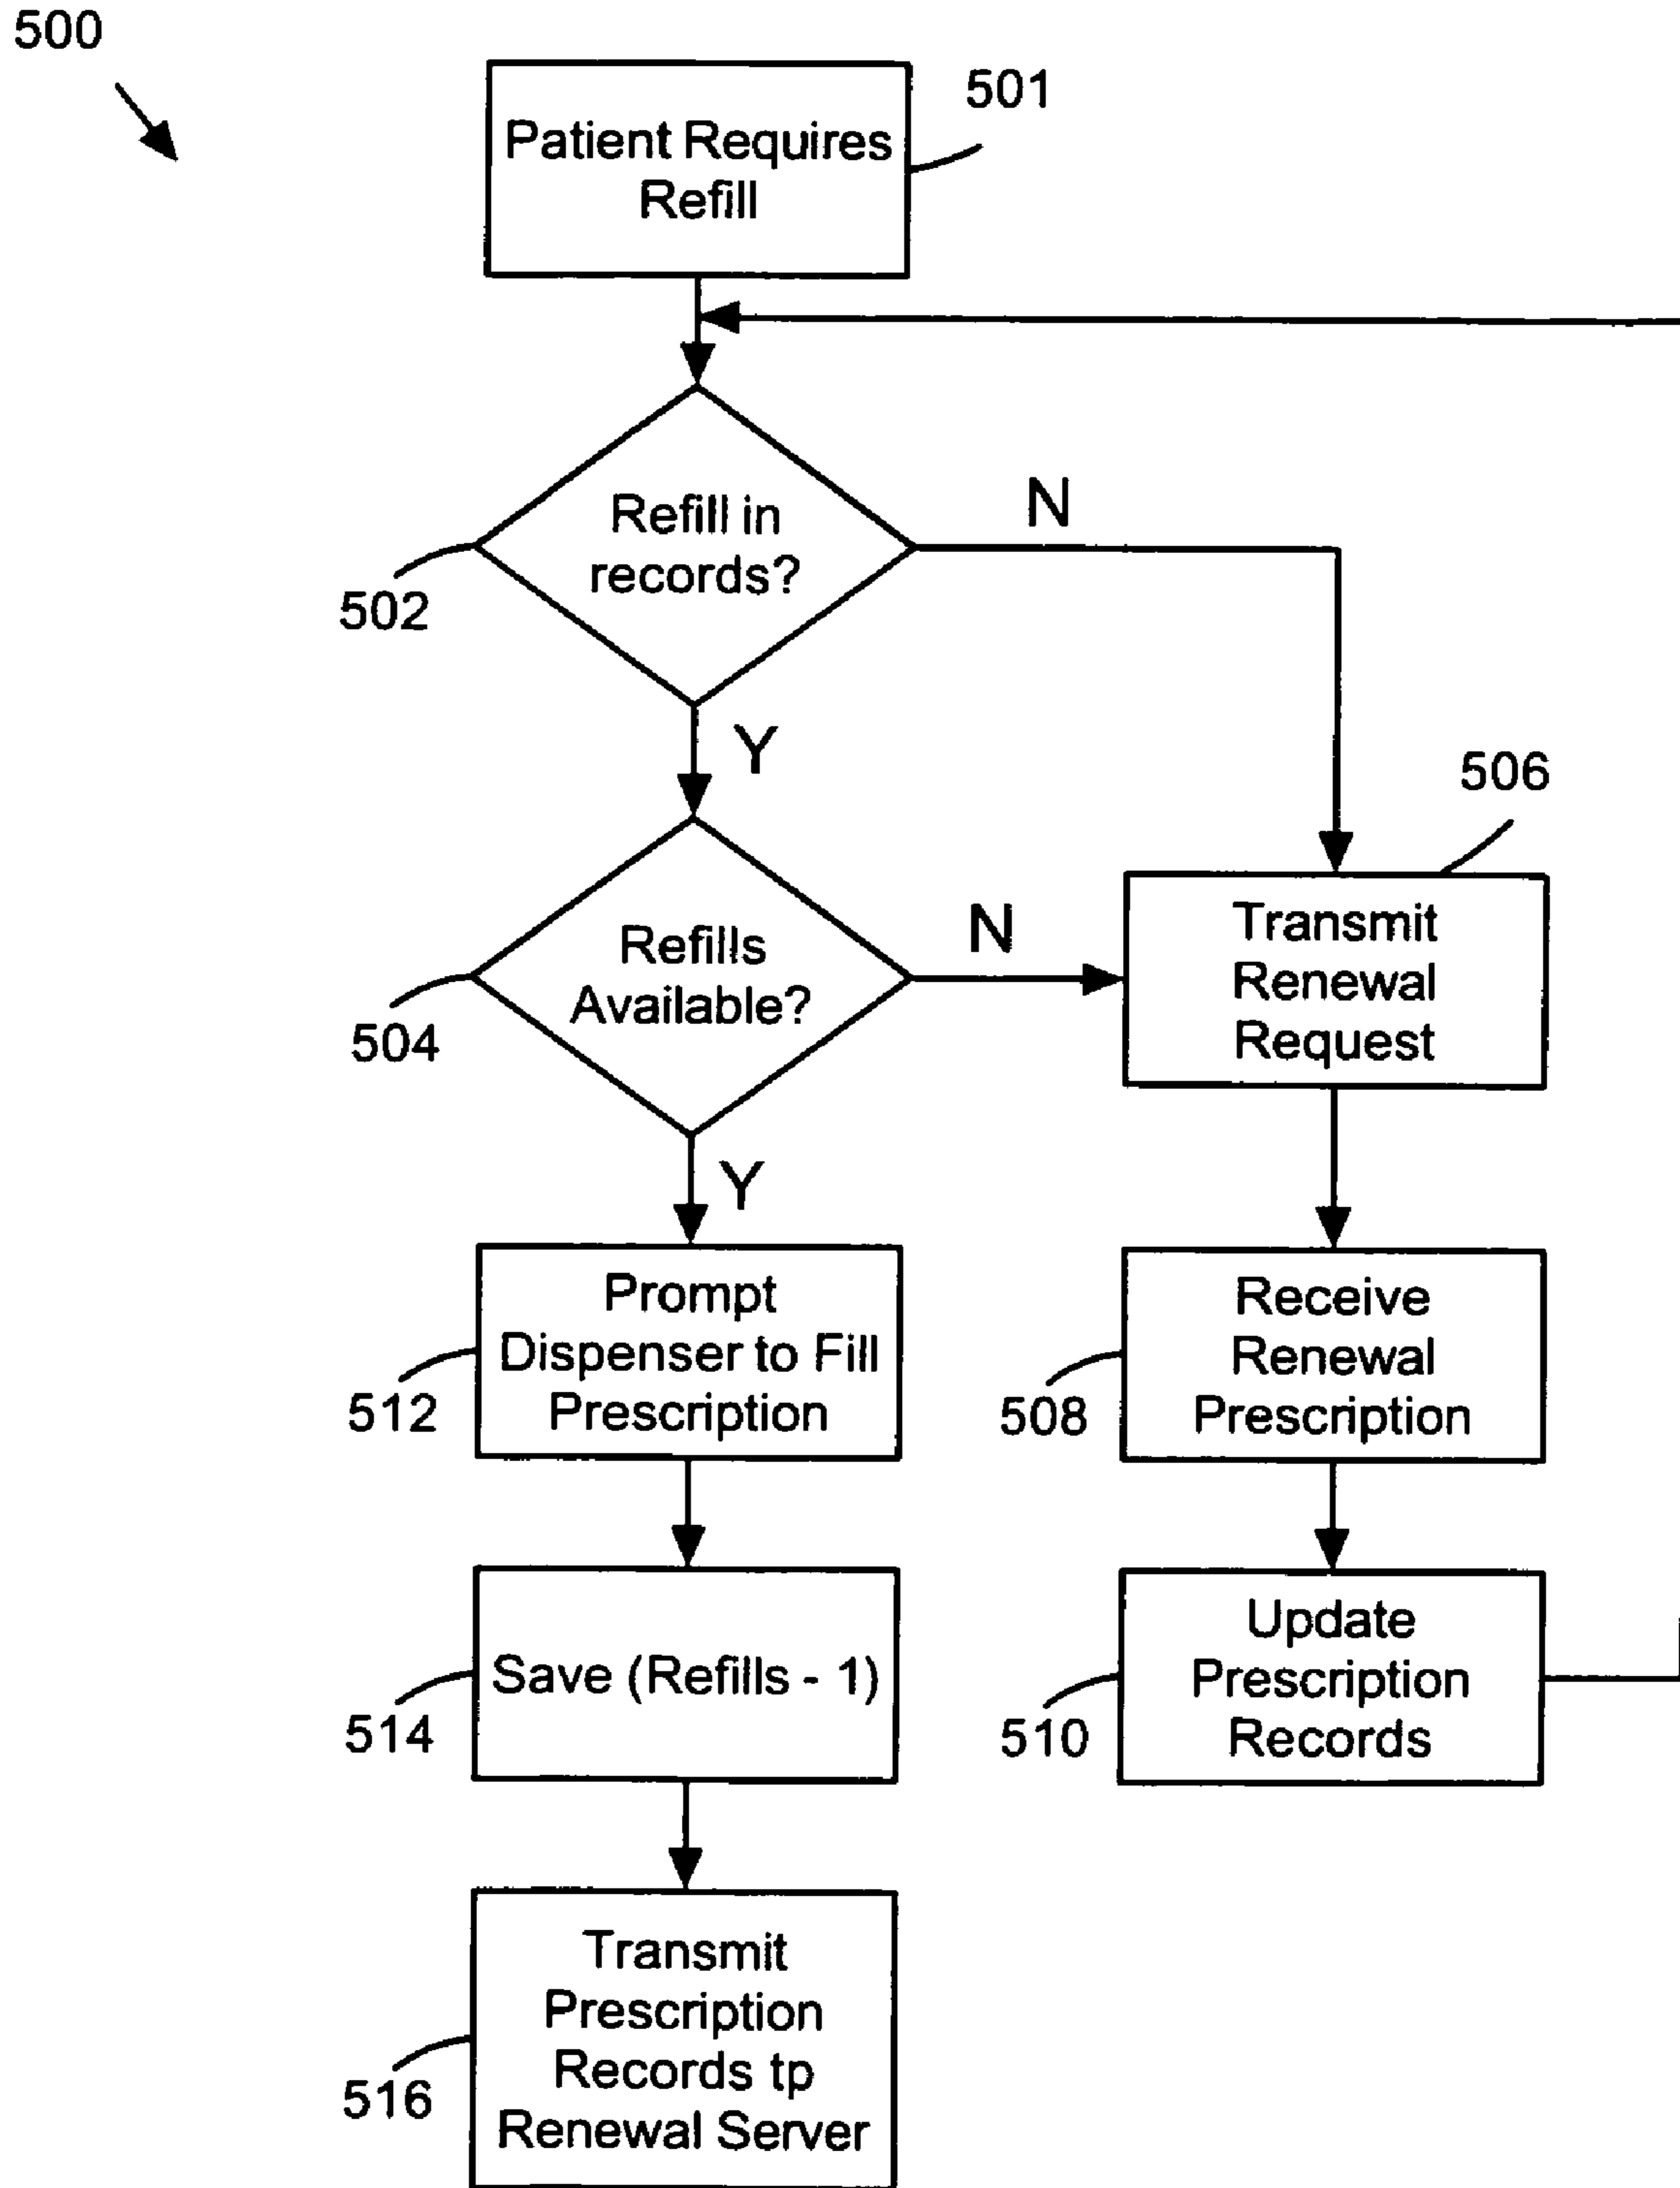 500
Patient Requires
Refill
501
Refill in
records?
502
N
Y
506
Refills
Available?
504
N
Transmit
Renewal
Request
Y
Prompt
Dispenser to Fill
Prescription
512
Receive
Renewal
Prescription
508
Save (Refills - 1)
514
Update
Prescription
Records
510
Transmit
Prescription
Records tp
Renewal Server
516